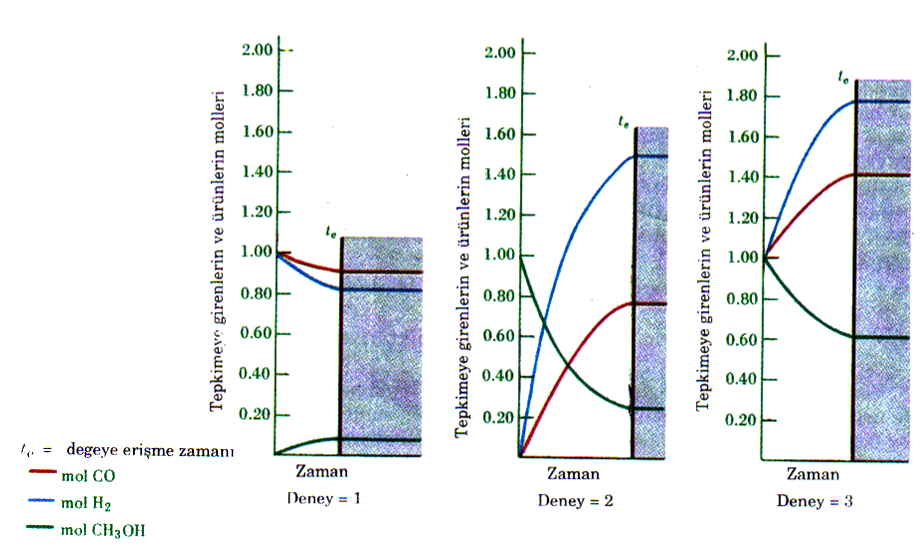 2.00
1.80
1.60
1.40
1.20
1.00
0.80
0.60
0.40
0.20
Tepkimeye girenlerin ve ürünlerin molleri
te
Zaman
Deney = 1
2.00
1.80
1.60
1.40
1.20
1.00
0.80
0.60
0.40
0.20
Tepkimeye girenlerin ve ürünlerin molleri
te
Zaman
Deney = 2
2.00
1.80
1.60
1.40
1.20
1.00
0.80
0.60
0.40
0.20
Tepkimeye girenlerin ve ürünlerin molleri
te
Zaman
Deney = 3
te = degeye erişme zamanı
mol CO
mol H2
mol CH3OH